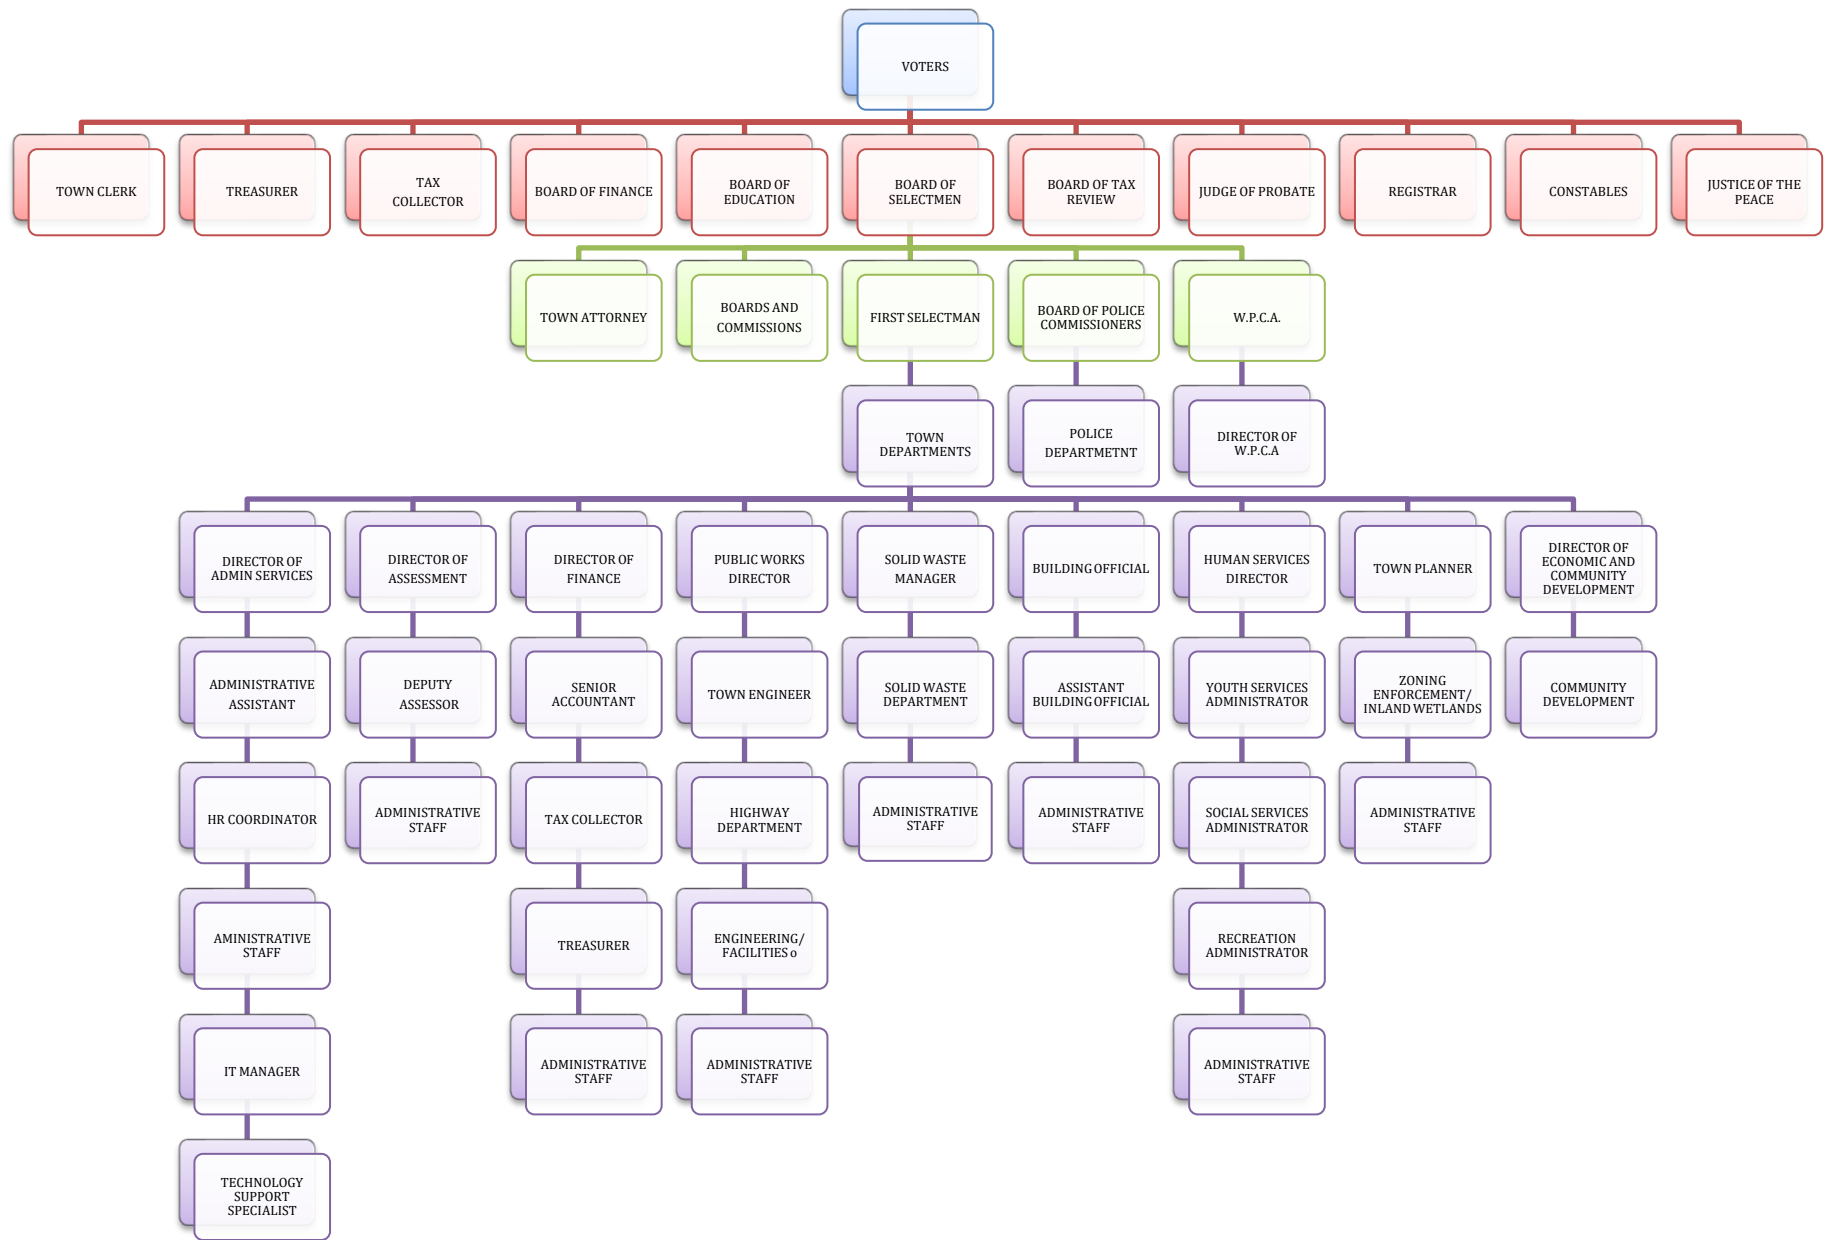 VOTERS
TOWN CLERK
TREASURER
TAX
COLLECTOR
BOARD OF FINANCE
BOARD OF
EDUCATION
BOARD OF
SELECTMEN
BOARD OF TAX
REVIEW
JUDGE OF PROBATE
REGISTRAR
CONSTABLES
JUSTICE OF THE
PEACE
TOWN ATTORNEY
BOARDS AND
COMMISSIONS
FIRST SELECTMAN
BOARD OF POLICE
COMMISSIONERS
W.P.C.A.
TOWN
DEPARTMENTS
POLICE
DEPARTMETNT
DIRECTOR OF
W.P.C.A
DIRECTOR OF
ADMIN SERVICES
DIRECTOR OF
ASSESSMENT
DIRECTOR OF
FINANCE
PUBLIC WORKS
DIRECTOR
SOLID WASTE
MANAGER
BUILDING OFFICIAL
HUMAN SERVICES
DIRECTOR
TOWN PLANNER
DIRECTOR OF
ECONOMIC AND
COMMUNITY
DEVELOPMENT
ADMINISTRATIVE
ASSISTANT
DEPUTY
ASSESSOR
SENIOR
ACCOUNTANT
TOWN ENGINEER
SOLID WASTE
DEPARTMENT
ASSISTANT
BUILDING OFFICIAL
YOUTH SERVICES
ADMINISTRATOR
ZONING
ENFORCEMENT/
INLAND WETLANDS
COMMUNITY
DEVELOPMENT
HR COORDINATOR
ADMINISTRATIVE
STAFF
TAX COLLECTOR
HIGHWAY
DEPARTMENT
ADMINISTRATIVE
STAFF
ADMINISTRATIVE
STAFF
SOCIAL SERVICES
ADMINISTRATOR
ADMINISTRATIVE
STAFF
AMINISTRATIVE
STAFF
TREASURER
ENGINEERING/
FACILITIES o
RECREATION
ADMINISTRATOR
IT MANAGER
ADMINISTRATIVE
STAFF
ADMINISTRATIVE
STAFF
ADMINISTRATIVE
STAFF
TECHNOLOGY
SUPPORT
SPECIALIST